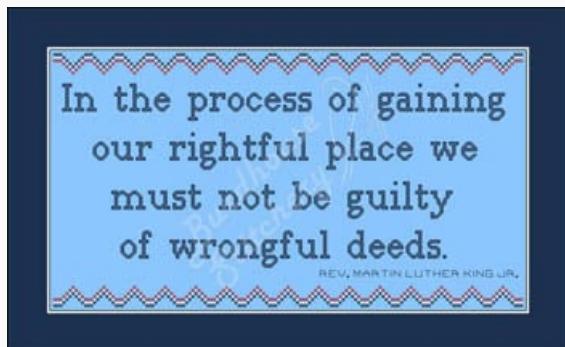 In the process of gaining
our rightful place we
must not be guilty
of wrongful deeds.
REV. MARTIN LUTHER KING JR.